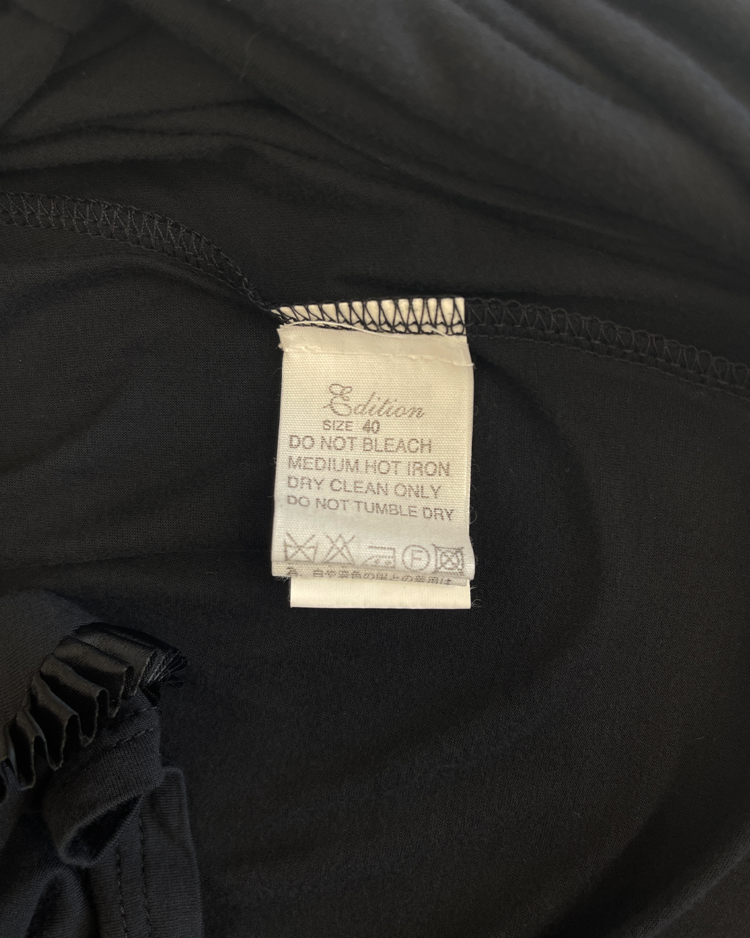 Edition
SIZE 40
DO NOT BLEACH
MEDIUM HOT IRON
DRY CLEAN ONLY
DO NOT TUMBLE DRY
F